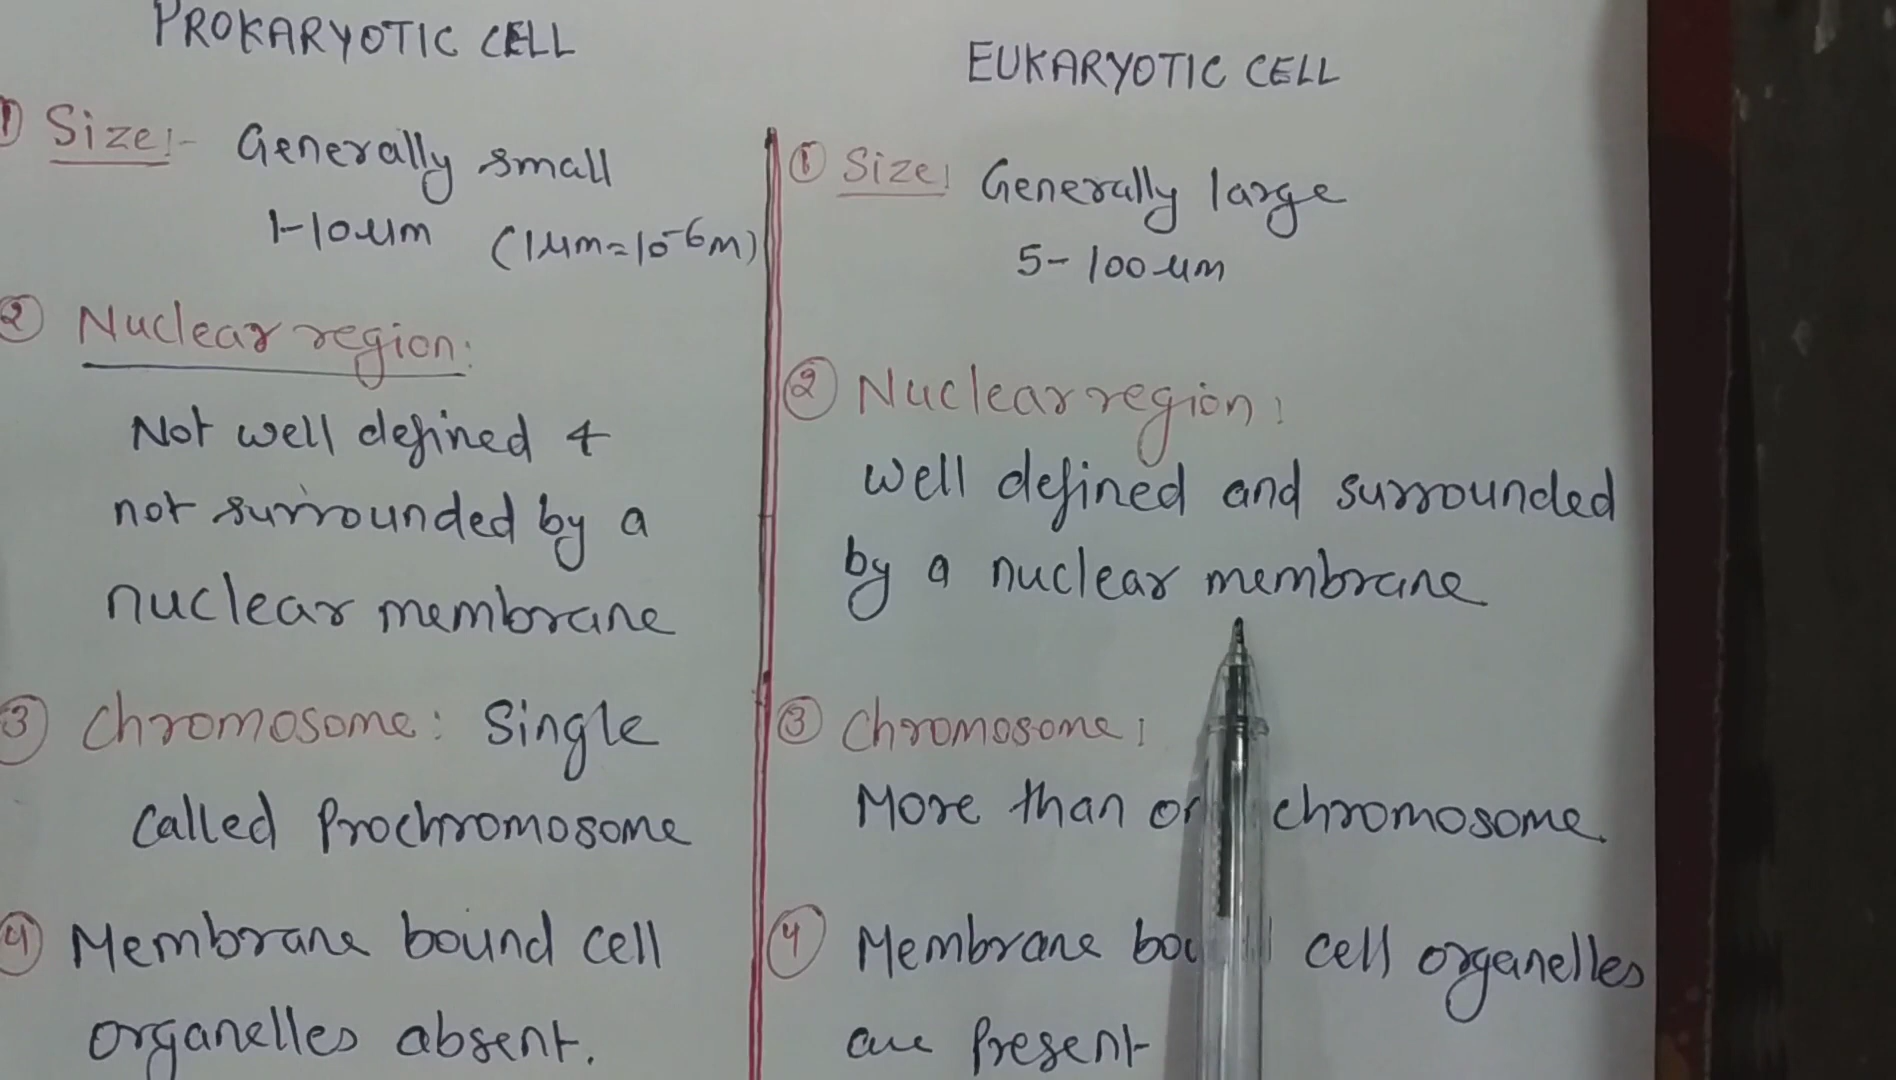 PROKARYOTIC CELL
① Size:- Generally small
1-10 μm (1μm=10-6m)
② Nuclear region:
Not well defined &
not surrounded by a
nuclear membrane
③ Chromosome: Single
called Prochromosome
④ Membrane bound cell
organelles absent.
EUKARYOTIC CELL
① Size: Generally large
5-100 μm
② Nuclear region:
well defined and surrounded
by a nuclear membrane
③ Chromosome:
More than chromosome.
④ Membrane cell organelles
are Present